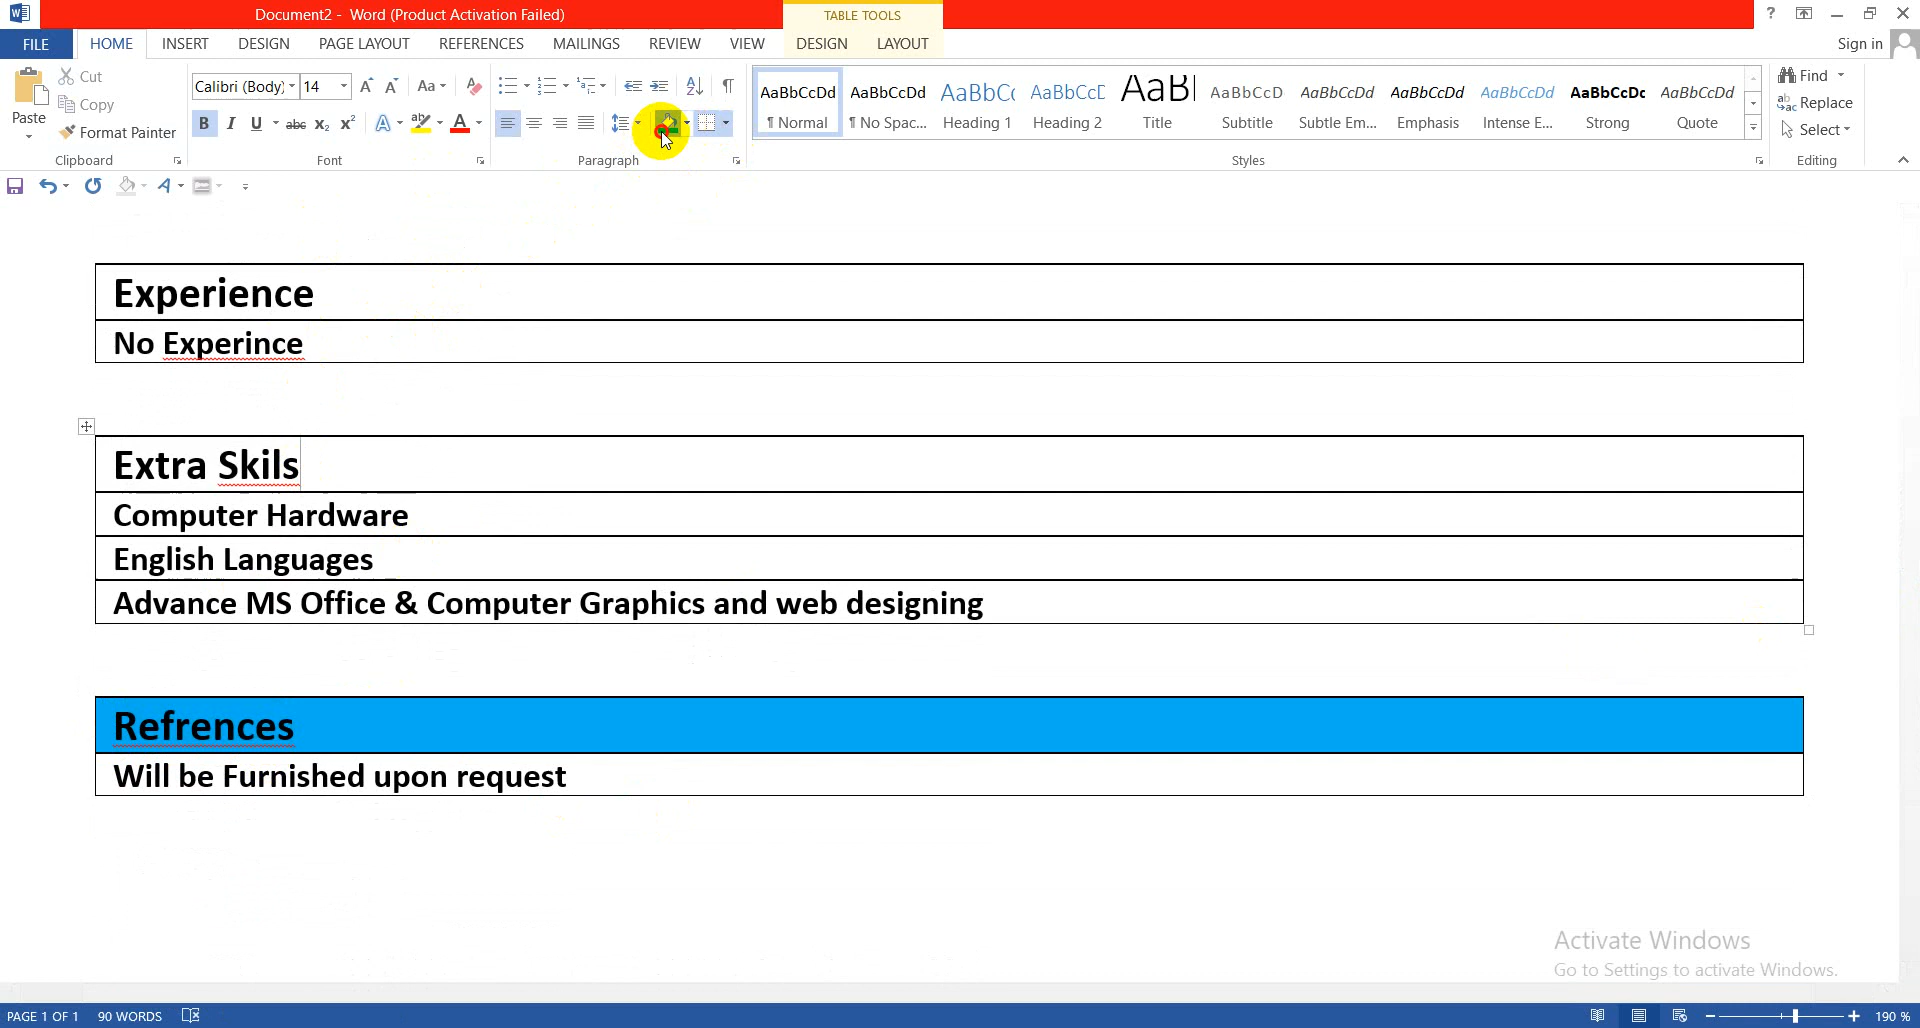 Document2 - Word (Product Activation Failed)
TABLE TOOLS
?
FILE HOME INSERT DESIGN PAGE LAYOUT REFERENCES MAILINGS REVIEW VIEW DESIGN LAYOUT Sign in
Paste
Cut
Copy
Format Painter
Clipboard
Calibri (Body) 14
Font
Paragraph
AaBbCcDd AaBbCcDd AaBbC AaBbCcD AaB AaBbCcD AaBbCcDd AaBbCcDd AaBbCcDd AaBbCcDc AaBbCcDd
¶ Normal ¶ No Spac... Heading 1 Heading 2 Title Subtitle Subtle Em... Emphasis Intense E... Strong Quote
Styles
Find
Replace
Select
Editing
Experience
No Experince
Extra Skils
Computer Hardware
English Languages
Advance MS Office & Computer Graphics and web designing
Refrences
Will be Furnished upon request
Activate Windows
Go to Settings to activate Windows.
PAGE 1 OF 1 90 WORDS 190 %